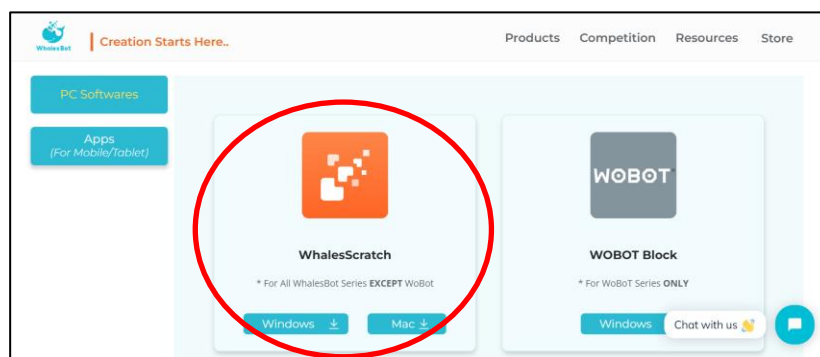 WhalesBot
Creation Starts Here..
Products Competition Resources Store
PC Softwares
Apps
(For Mobile/Tablet)
WhalesScratch
* For All WhalesBot Series EXCEPT WoBot
Windows
Mac
WOBOT
WOBOT Block
* For WoBoT Series ONLY
Windows
Chat with us 👋